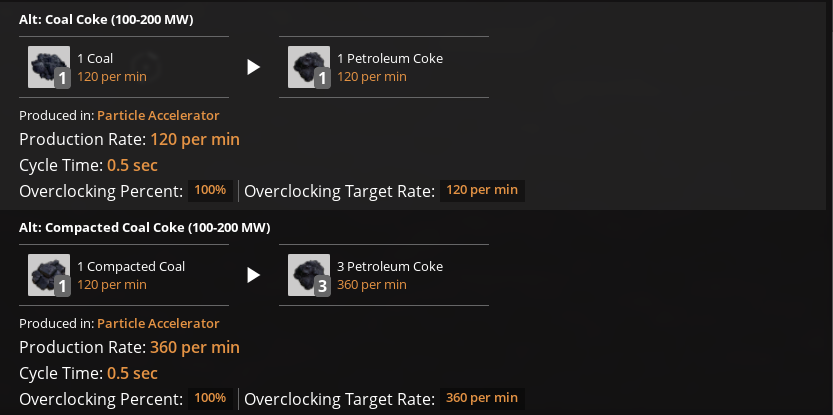 Alt: Coal Coke (100-200 MW)
1 Coal
1
120 per min
1 Petroleum Coke
1
120 per min
Produced in: Particle Accelerator
Production Rate: 120 per min
Cycle Time: 0.5 sec
Overclocking Percent: 100% Overclocking Target Rate: 120 per min
Alt: Compacted Coal Coke (100-200 MW)
1 Compacted Coal
1
120 per min
3 Petroleum Coke
3
360 per min
Produced in: Particle Accelerator
Production Rate: 360 per min
Cycle Time: 0.5 sec
Overclocking Percent: 100% Overclocking Target Rate: 360 per min